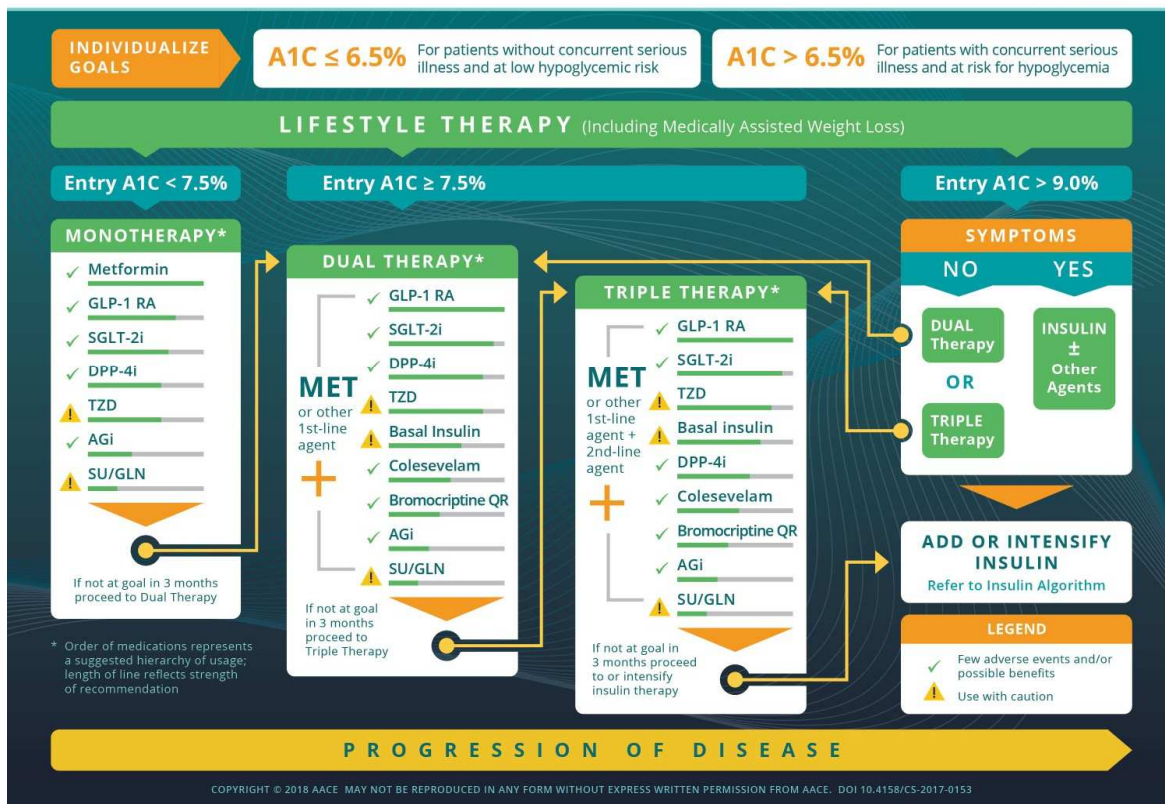 INDIVIDUALIZE
GOALS
A1C ≤ 6.5%
For patients without concurrent serious
illness and at low hypoglycemic risk
A1C > 6.5%
For patients with concurrent serious
illness and at risk for hypoglycemia
LIFESTYLE THERAPY (Including Medically Assisted Weight Loss)
Entry A1C < 7.5%
Entry A1C ≥ 7.5%
Entry A1C > 9.0%
MONOTHERAPY*
✓ Metformin
✓ GLP-1 RA
✓ SGLT-2i
✓ DPP-4i
! TZD
✓ AGi
! SU/GLN
If not at goal in 3 months
proceed to Dual Therapy
DUAL THERAPY*
MET
or other
1st-line
agent
+
✓ GLP-1 RA
✓ SGLT-2i
✓ DPP-4i
! TZD
! Basal Insulin
✓ Colesevelam
✓ Bromocriptine QR
✓ AGi
! SU/GLN
If not at goal
in 3 months
proceed to
Triple Therapy
TRIPLE THERAPY*
MET
or other
1st-line
agent +
2nd-line
agent
+
✓ GLP-1 RA
✓ SGLT-2i
! TZD
! Basal insulin
✓ DPP-4i
✓ Colesevelam
✓ Bromocriptine QR
✓ AGi
! SU/GLN
If not at goal in
3 months proceed
to or intensify
insulin therapy
SYMPTOMS
NO
YES
DUAL
Therapy
OR
TRIPLE
Therapy
INSULIN
±
Other
Agents
ADD OR INTENSIFY
INSULIN
Refer to Insulin Algorithm
LEGEND
✓ Few adverse events and/or
possible benefits
! Use with caution
* Order of medications represents
a suggested hierarchy of usage;
length of line reflects strength
of recommendation
PROGRESSION OF DISEASE
COPYRIGHT © 2018 AACE MAY NOT BE REPRODUCED IN ANY FORM WITHOUT EXPRESS WRITTEN PERMISSION FROM AACE. DOI 10.4158/CS-2017-0153